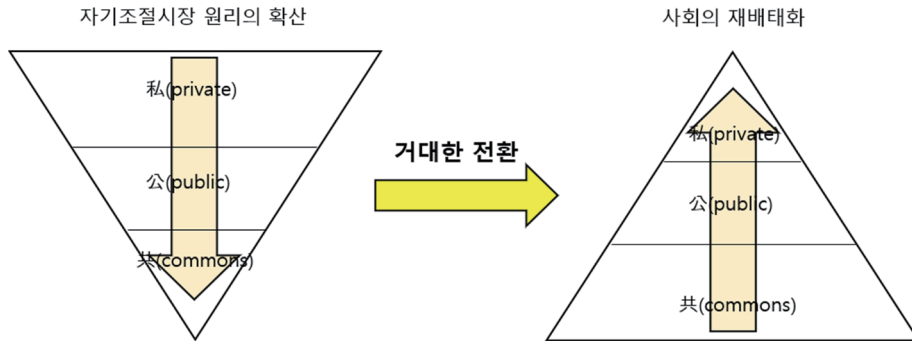 자기조절시장 원리의 확산
私(private)
公(public)
共(commons)
거대한 전환
사회의 재배태화
私(private)
公(public)
共(commons)